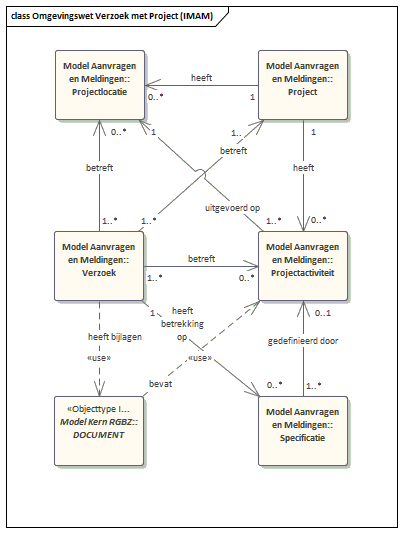 class Omgevingswet Verzoek met Project (IMAM)
Model Aanvragen
en Meldingen::
Projectlocatie
Model Aanvragen
en Meldingen::
Project
heeft
0..*
1
0..*
1
1..
1
betreft
betreft
heeft
uitgevoerd op
1..*
1..*
1..*
0..*
Model Aanvragen
en Meldingen::
Verzoek
Model Aanvragen
en Meldingen::
Projectactiviteit
betreft
1..*
0..*
1
heeft
betrekking
op
0..1
heeft bijlagen
gedefinieerd door
«use»
«use»
bevat
0..*
1..*
«Objecttype I...
Model Kern RGBZ::
DOCUMENT
Model Aanvragen
en Meldingen::
Specificatie